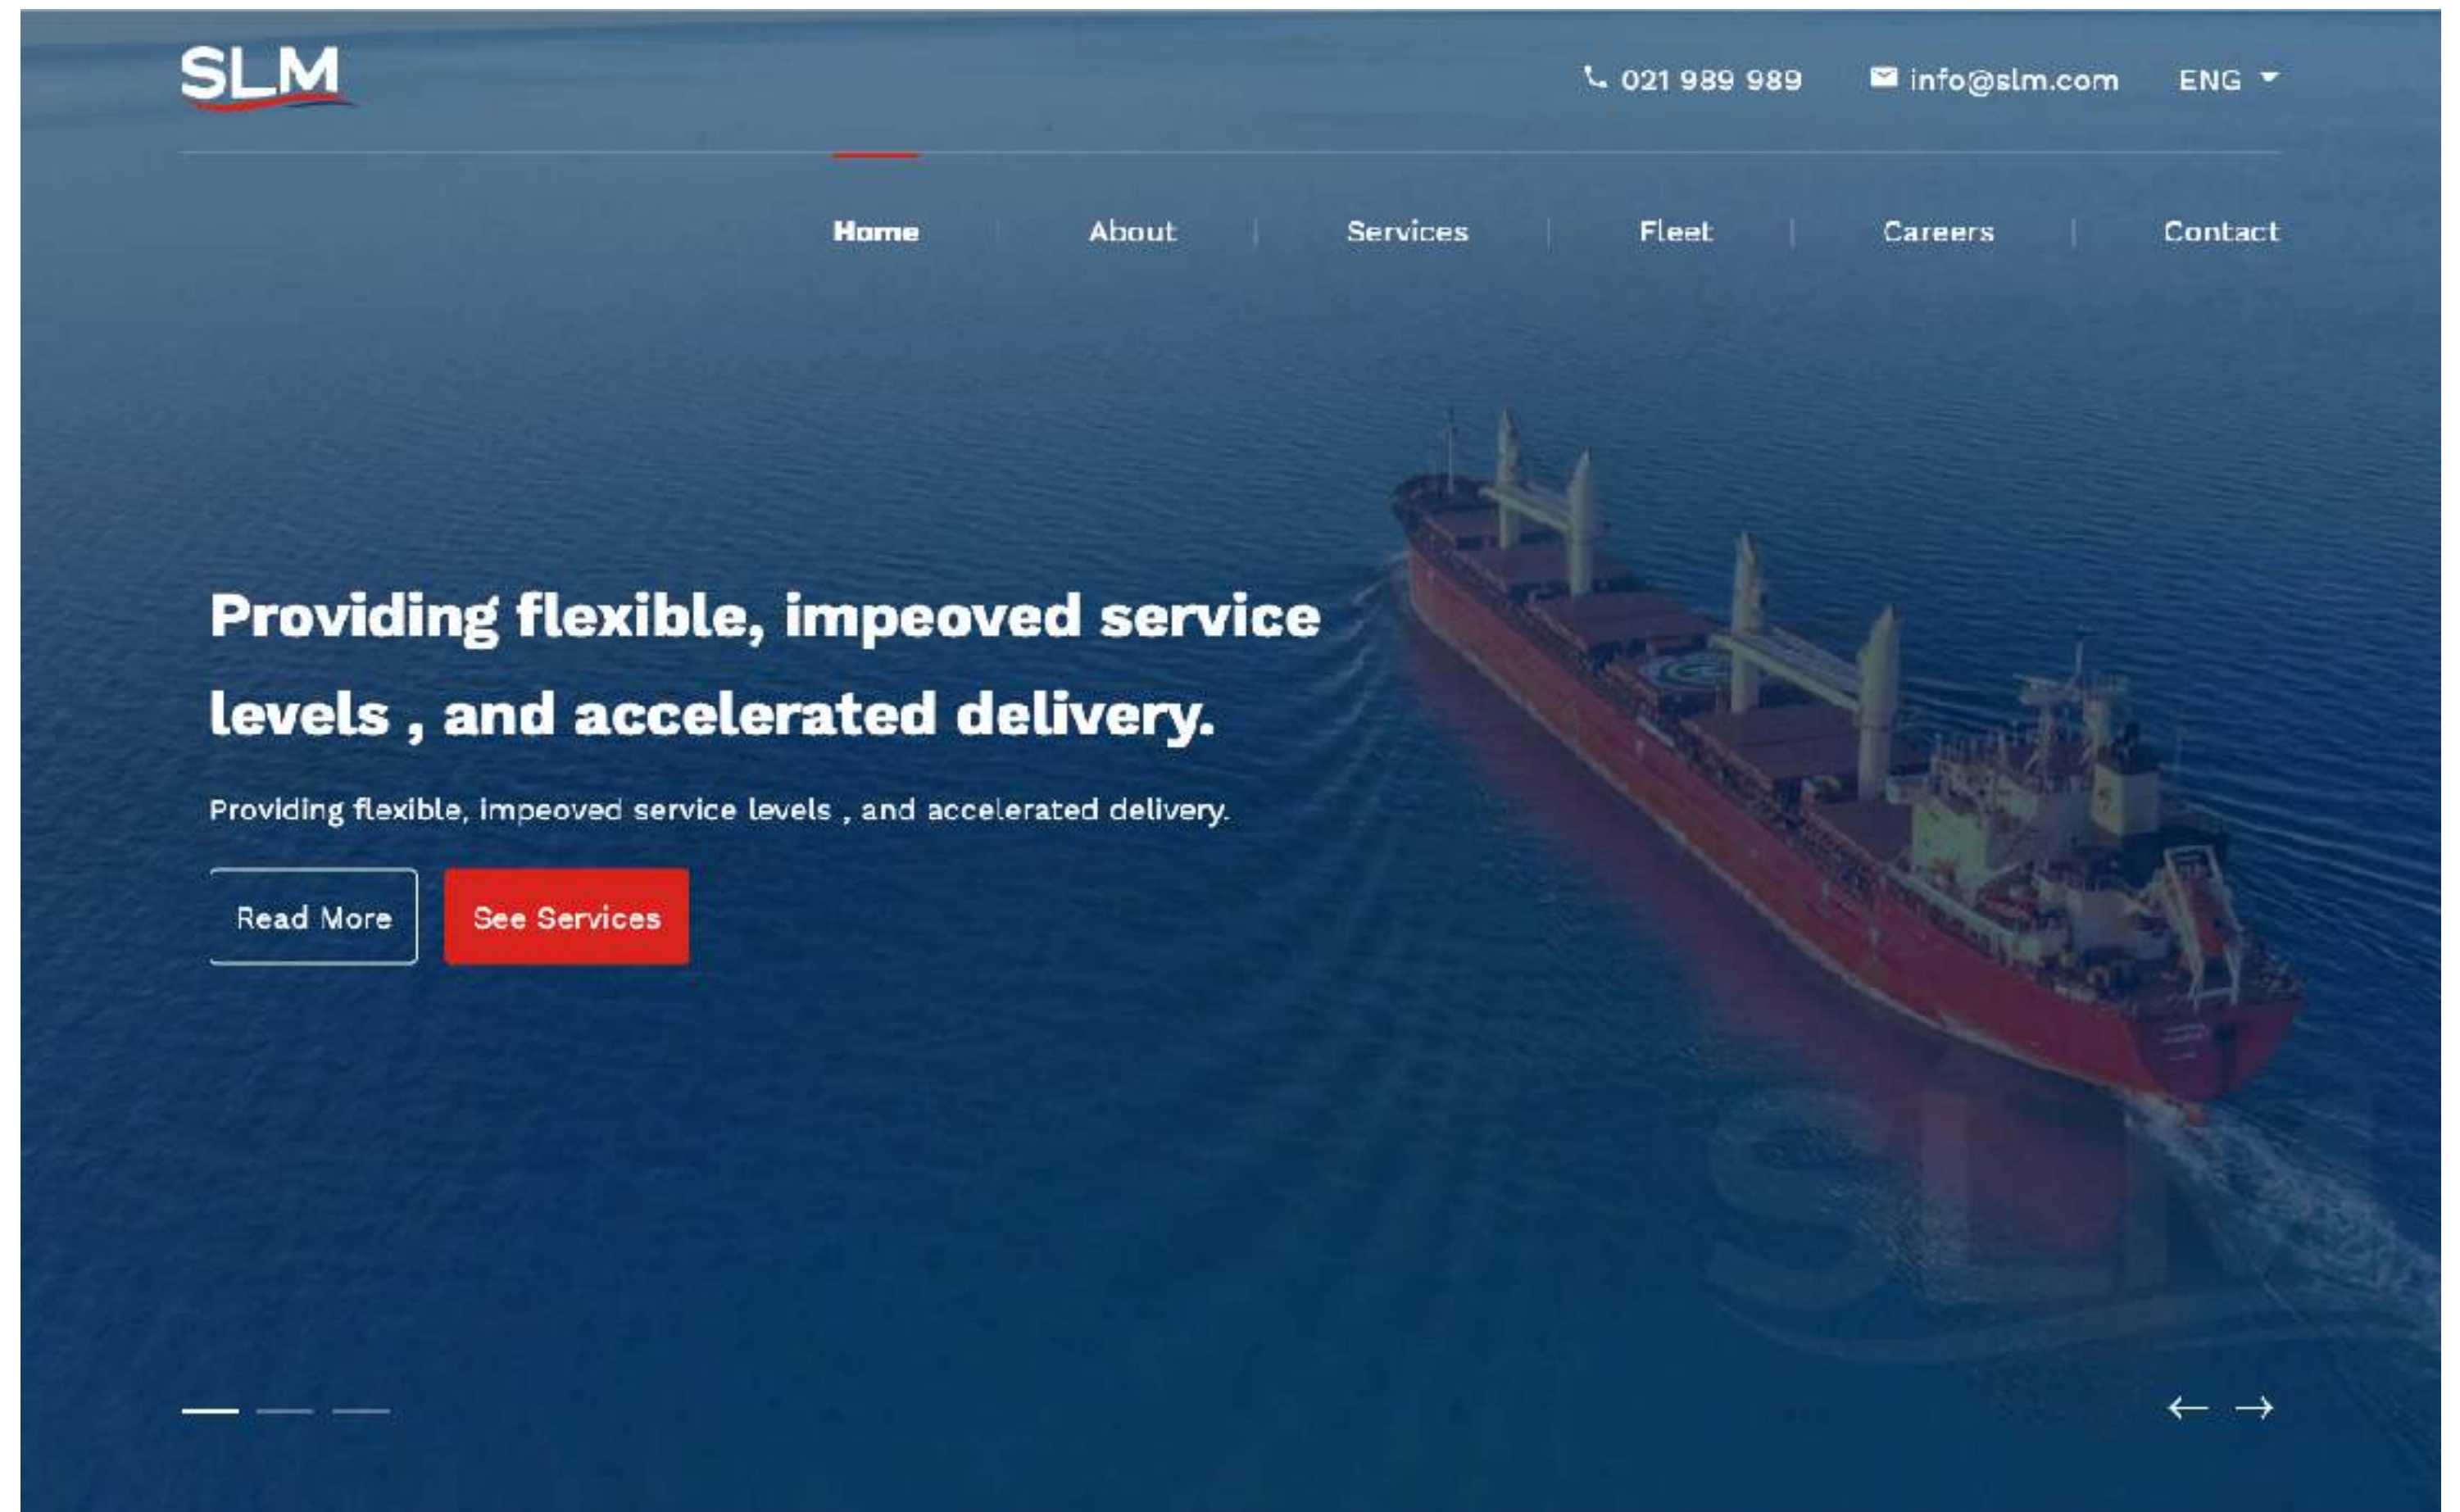 SLM
021 989 989 info@slm.com ENG
Home About Services Fleet Careers Contact
Providing flexible, impeoved service
levels , and accelerated delivery.
Providing flexible, impeoved service levels , and accelerated delivery.
Read More See Services
SL